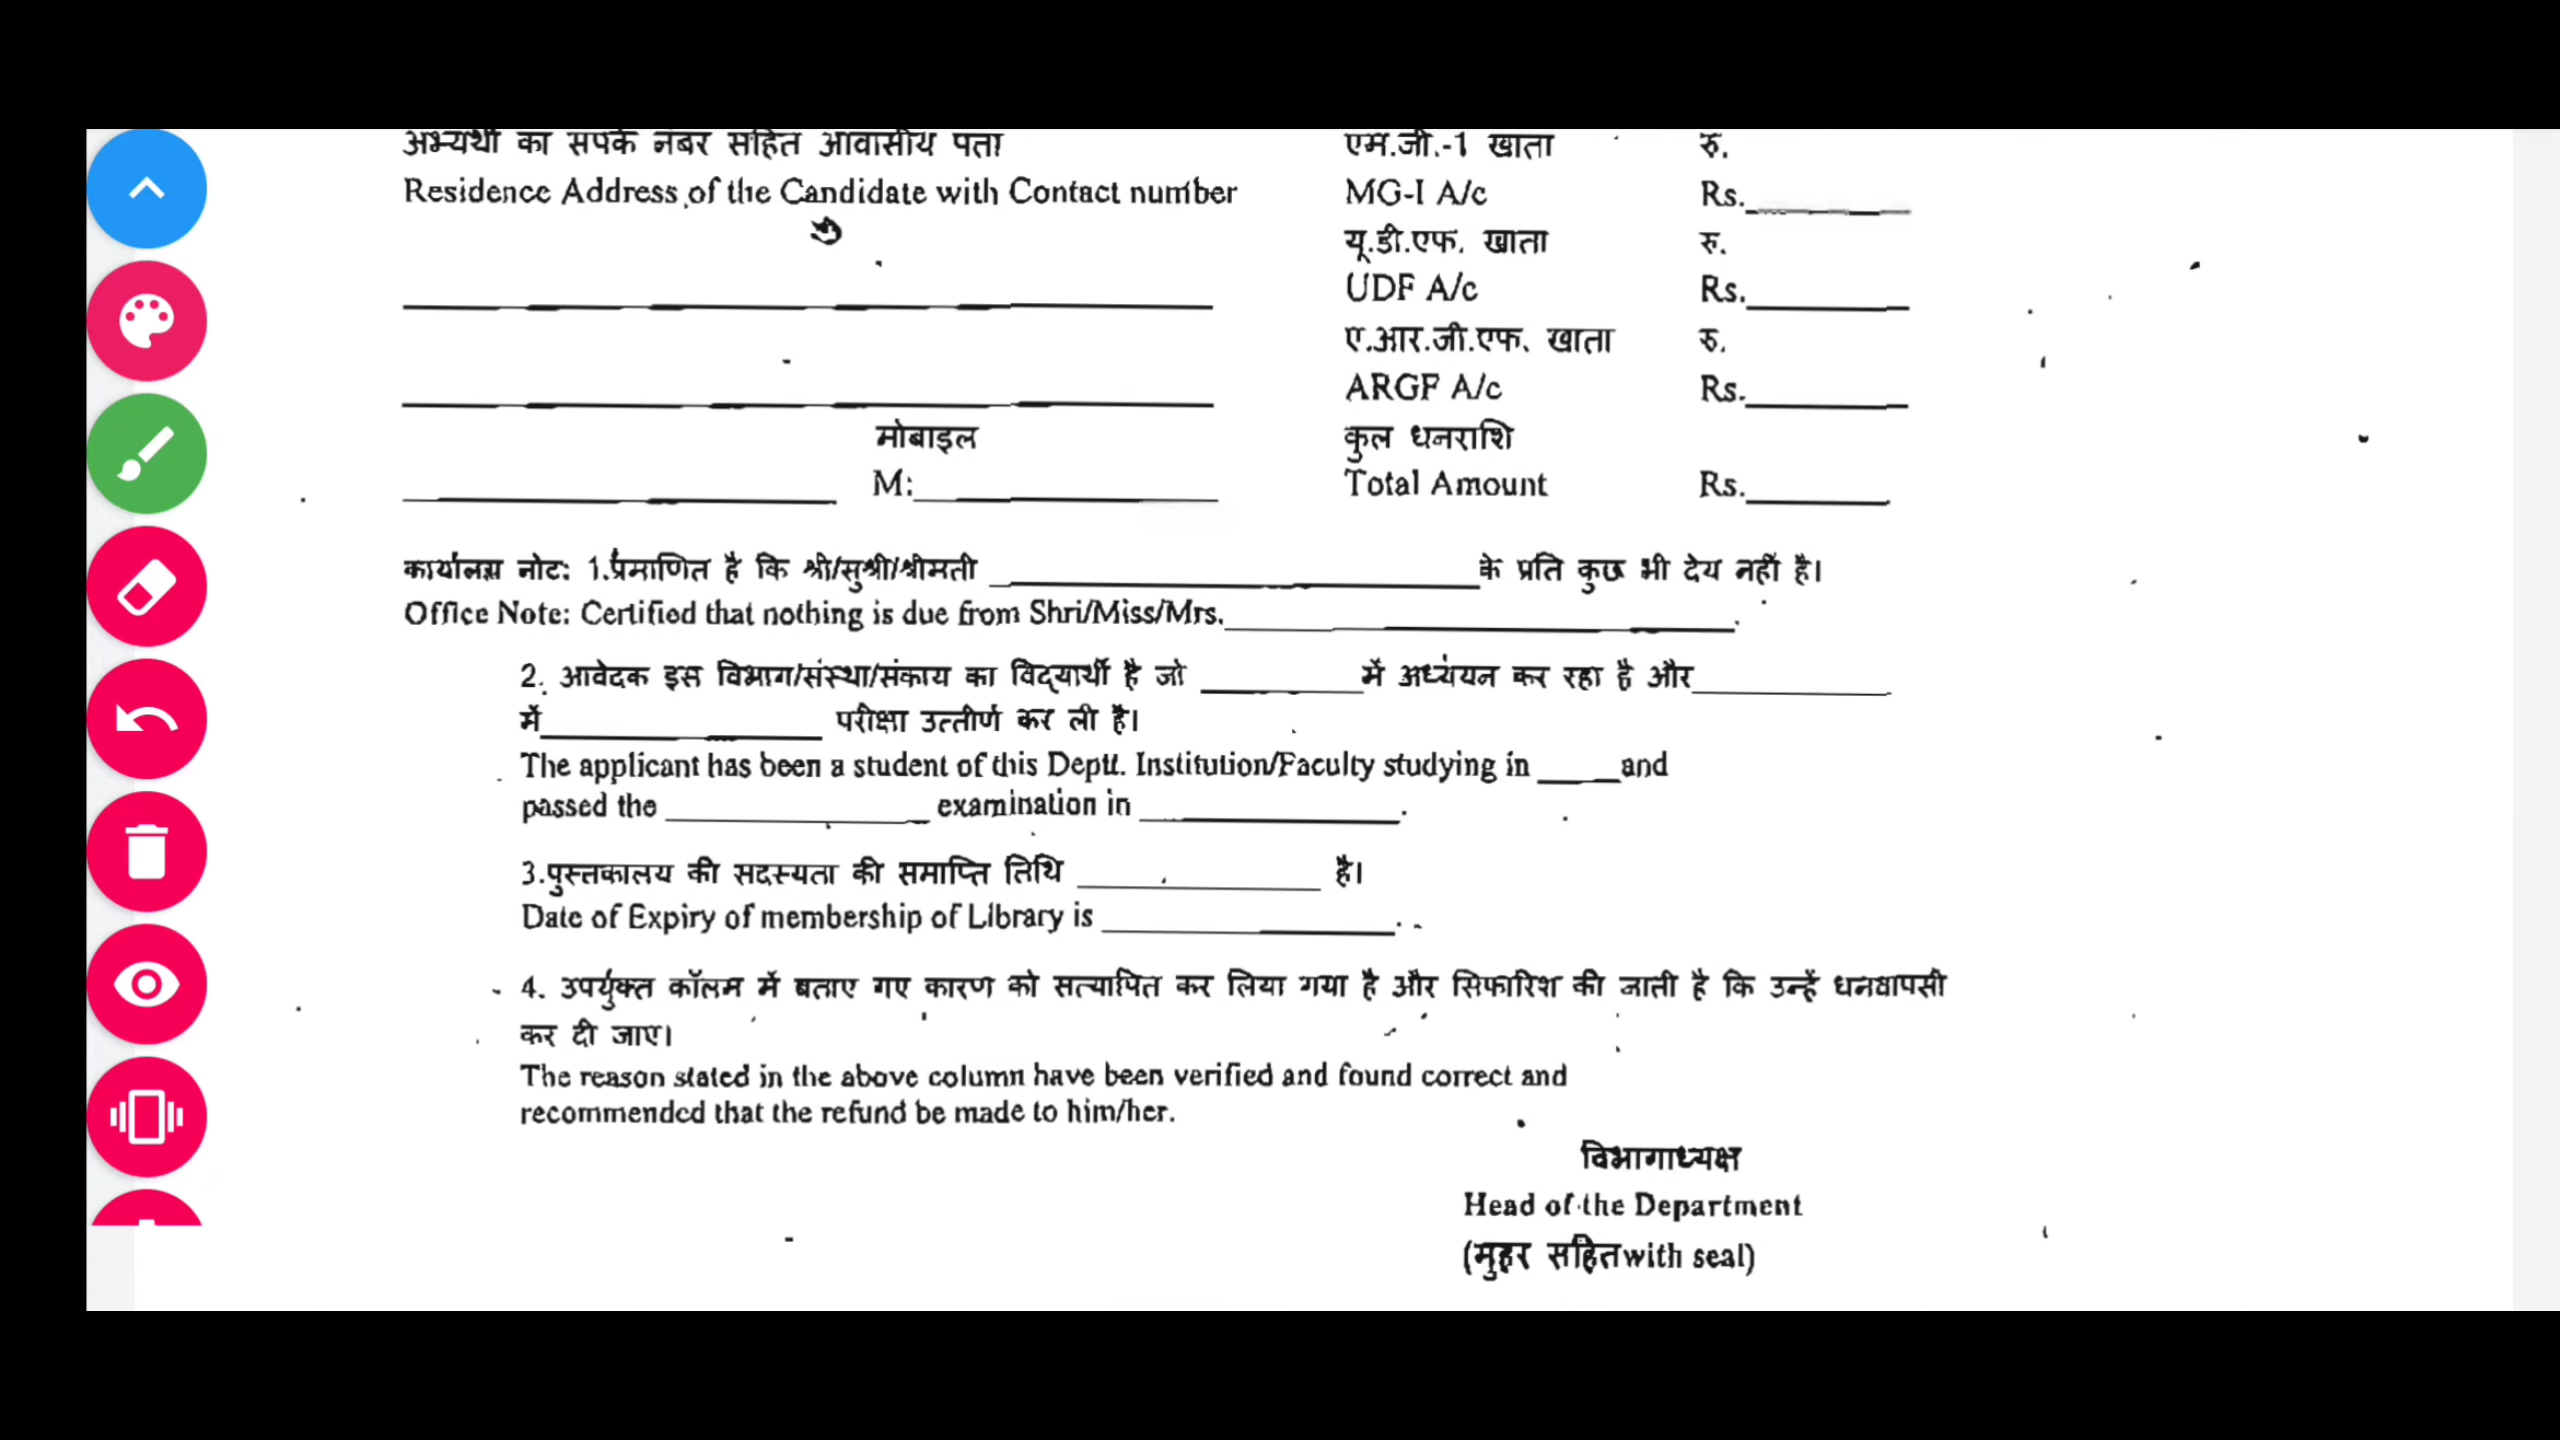 अभ्यर्थी का संपर्क नंबर सहित आवासीय पता
Residence Address of the Candidate with Contact number
मोबाइल
M:
एम.जी.-1 खाता रु.
MG-I A/c Rs.
यू.डी.एफ. खाता रु.
UDF A/c Rs.
ए.आर.जी.एफ. खाता रु.
ARGF A/c Rs.
कुल धनराशि
Total Amount Rs.
कार्यालय नोट: 1.प्रमाणित है कि श्री/सुश्री/श्रीमती के प्रति कुछ भी देय नहीं है।
Office Note: Certified that nothing is due from Shri/Miss/Mrs. .
2. आवेदक इस विभाग/संस्था/संकाय का विद्यार्थी है जो में अध्ययन कर रहा है और
में परीक्षा उत्तीर्ण कर ली है।
The applicant has been a student of this Deptt. Institution/Faculty studying in and
passed the examination in .
3.पुस्तकालय की सदस्यता की समाप्ति तिथि है।
Date of Expiry of membership of Library is .
4. उपर्युक्त कॉलम में बताए गए कारण को सत्यापित कर लिया गया है और सिफारिश की जाती है कि उन्हें धनवापसी
कर दी जाए।
The reason stated in the above column have been verified and found correct and
recommended that the refund be made to him/her.
विभागाध्यक्ष
Head of the Department
(मुहर सहित with seal)